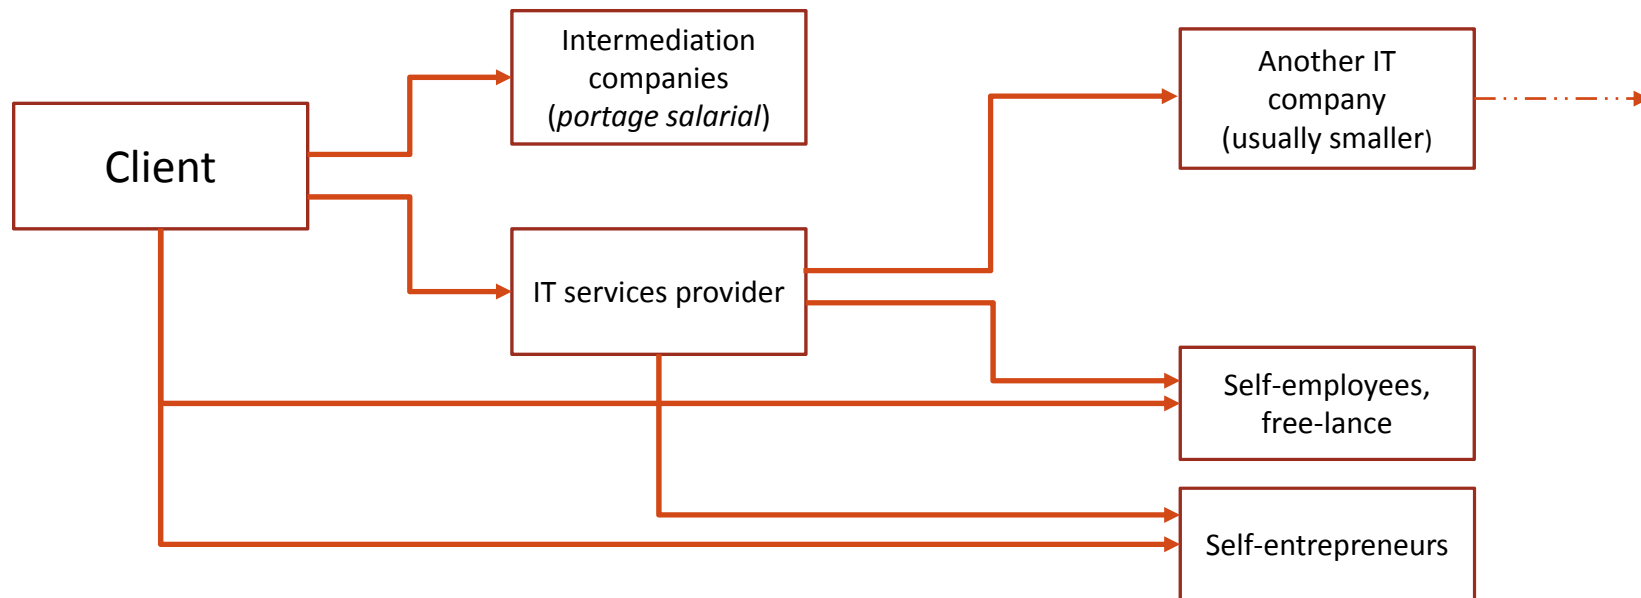 Intermediation
companies
(portage salarial)
Another IT
company
(usually smaller)
Client
IT services provider
Self-employees,
free-lance
Self-entrepreneurs